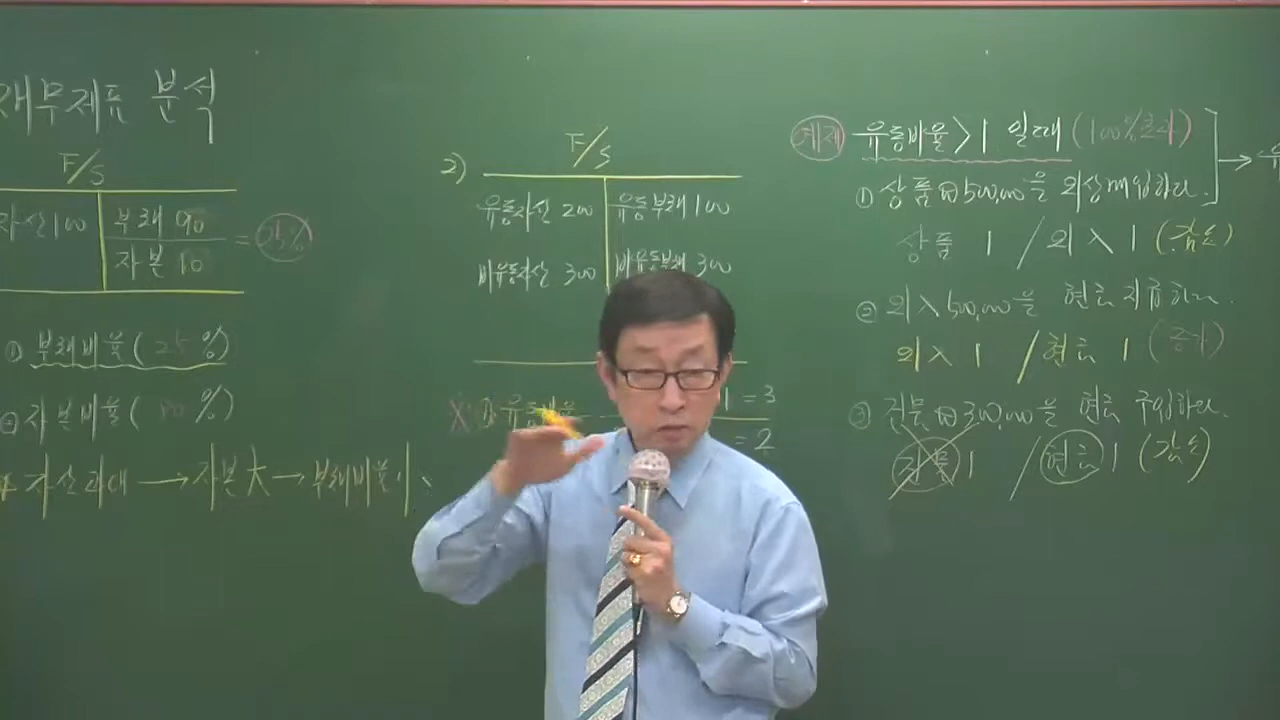 재무제표 분석
F/S
자산 100 부채 90
자본 10
= 25%
① 부채비율 (25%)
② 자본비율 ( %)
자산과대 → 자본大 → 부채비율小
2) F/S
유동자산 200 유동부채 100
비유동자산 300 비유동부채 300
1 = 3
= 2
예제 유동비율 > 1 일때 (100%초과)
① 상품 ₩500,000을 외상매입하다.
상품 1 / 외入 1 (감소)
② 외入 500,000을 현금지급하다.
외入 1 / 현금 1 (증가)
③ 건물 ₩300,000을 현금 구입하다.
1 / 현금 1 (감소)